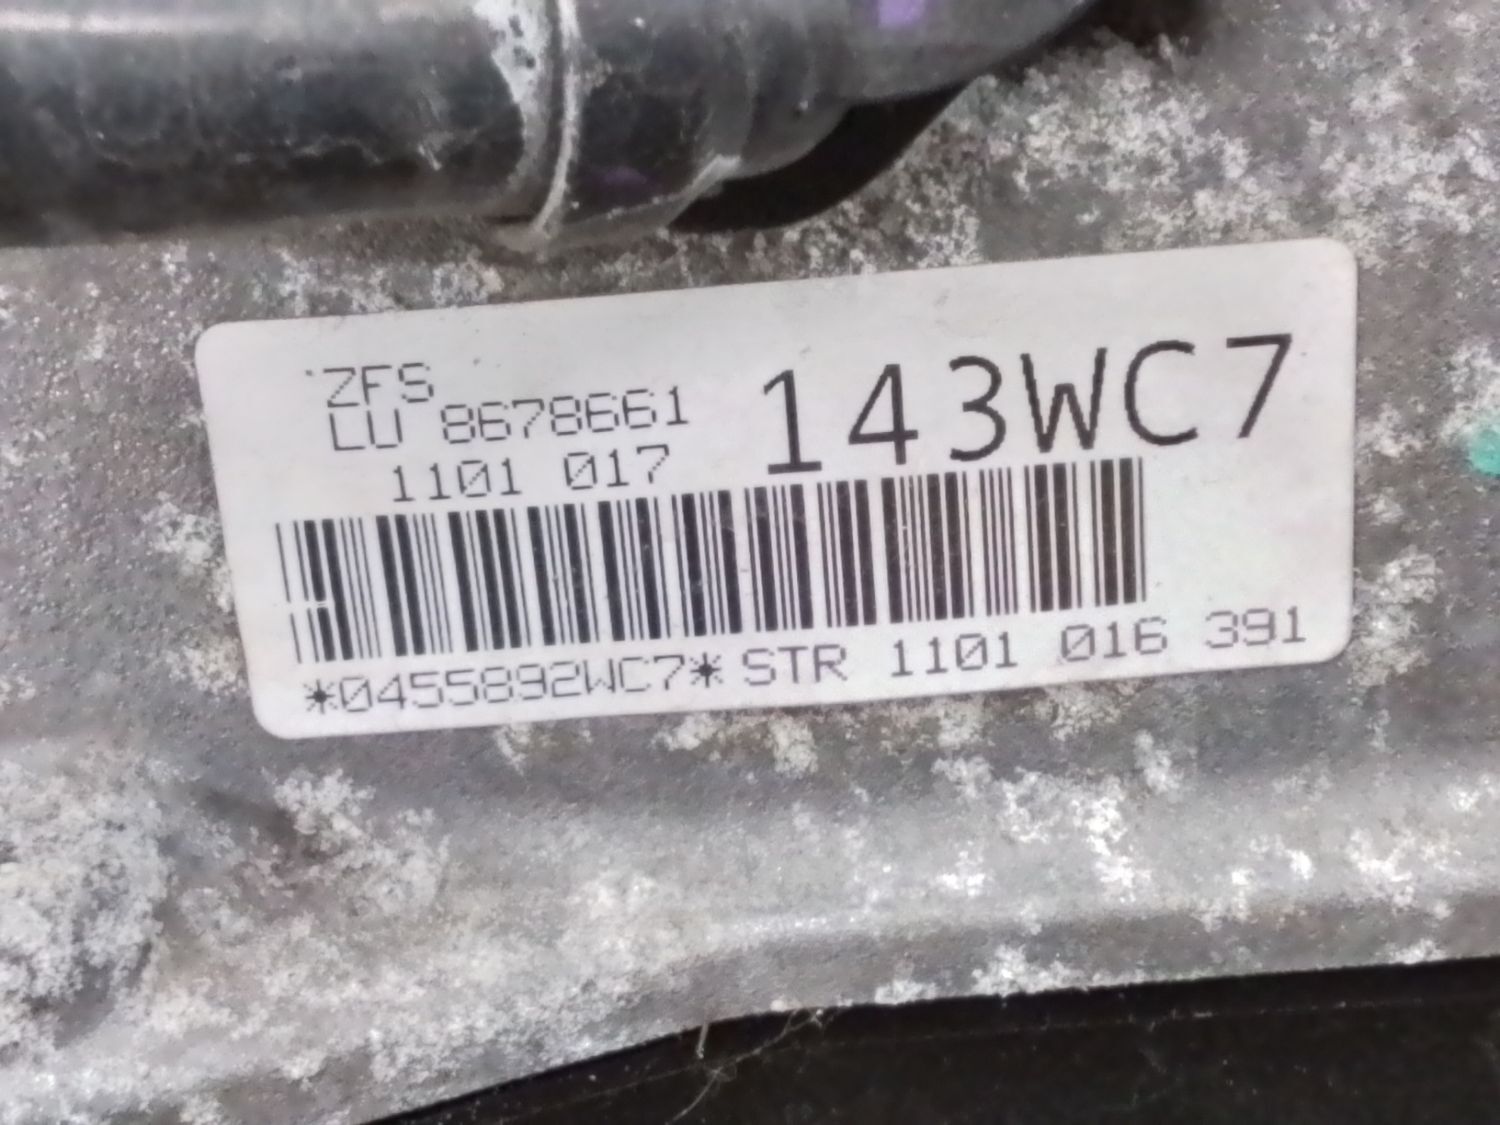 ZFS
LU 8678661
1101 017
143WC7
*0455892WC7* STR 1101 016 391